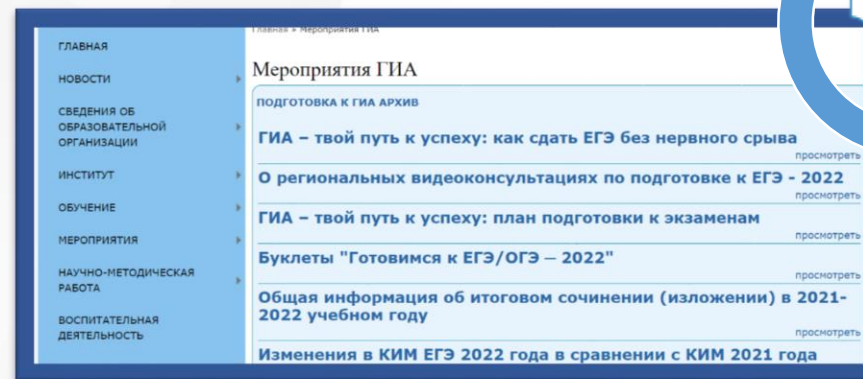 Главная » Мероприятия ГИА
ГЛАВНАЯ
НОВОСТИ
СВЕДЕНИЯ ОБ
ОБРАЗОВАТЕЛЬНОЙ
ОРГАНИЗАЦИИ
ИНСТИТУТ
ОБУЧЕНИЕ
МЕРОПРИЯТИЯ
НАУЧНО-МЕТОДИЧЕСКАЯ
РАБОТА
ВОСПИТАТЕЛЬНАЯ
ДЕЯТЕЛЬНОСТЬ
Мероприятия ГИА
ПОДГОТОВКА К ГИА АРХИВ
ГИА – твой путь к успеху: как сдать ЕГЭ без нервного срыва
просмотреть
О региональных видеоконсультациях по подготовке к ЕГЭ - 2022
просмотреть
ГИА – твой путь к успеху: план подготовки к экзаменам
просмотреть
Буклеты "Готовимся к ЕГЭ/ОГЭ — 2022"
просмотреть
Общая информация об итоговом сочинении (изложении) в 2021-
2022 учебном году
просмотреть
Изменения в КИМ ЕГЭ 2022 года в сравнении с КИМ 2021 года